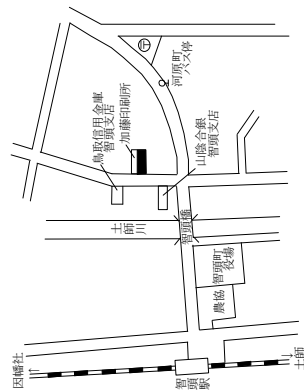 〒
河原町
バス停
鳥取信用金庫
智頭支店
加藤印刷所
山陰合銀
智頭支店
土師川
智頭橋
智頭町
役場
農協
因幡社
智頭駅
土師